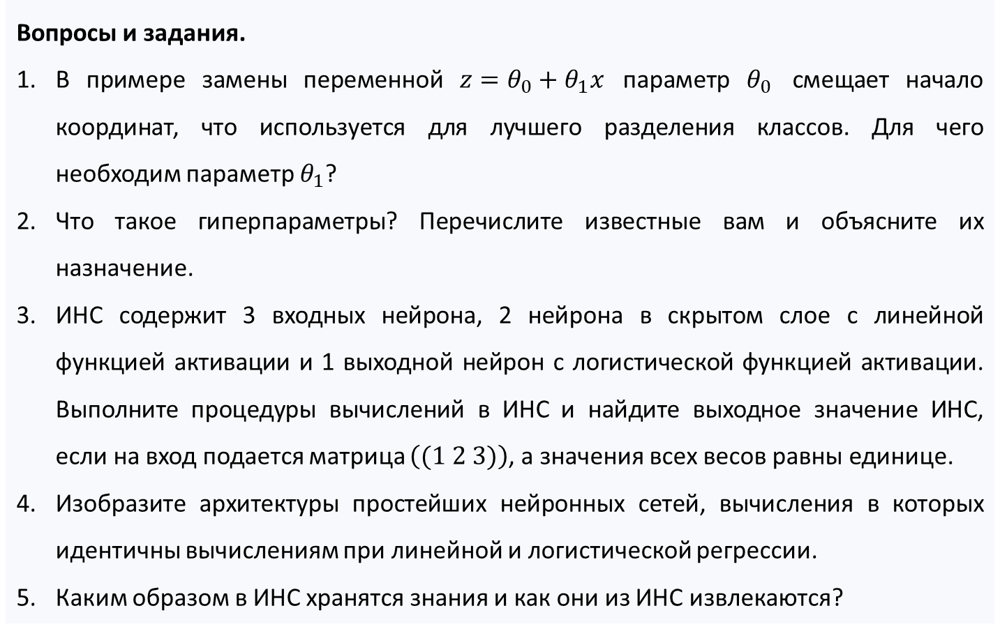 Вопросы и задания.
1. В примере замены переменной z = θ₀ + θ₁x параметр θ₀ смещает начало
координат, что используется для лучшего разделения классов. Для чего
необходим параметр θ₁?
2. Что такое гиперпараметры? Перечислите известные вам и объясните их
назначение.
3. ИНС содержит 3 входных нейрона, 2 нейрона в скрытом слое с линейной
функцией активации и 1 выходной нейрон с логистической функцией активации.
Выполните процедуры вычислений в ИНС и найдите выходное значение ИНС,
если на вход подается матрица ((1 2 3)), а значения всех весов равны единице.
4. Изобразите архитектуры простейших нейронных сетей, вычисления в которых
идентичны вычислениям при линейной и логистической регрессии.
5. Каким образом в ИНС хранятся знания и как они из ИНС извлекаются?